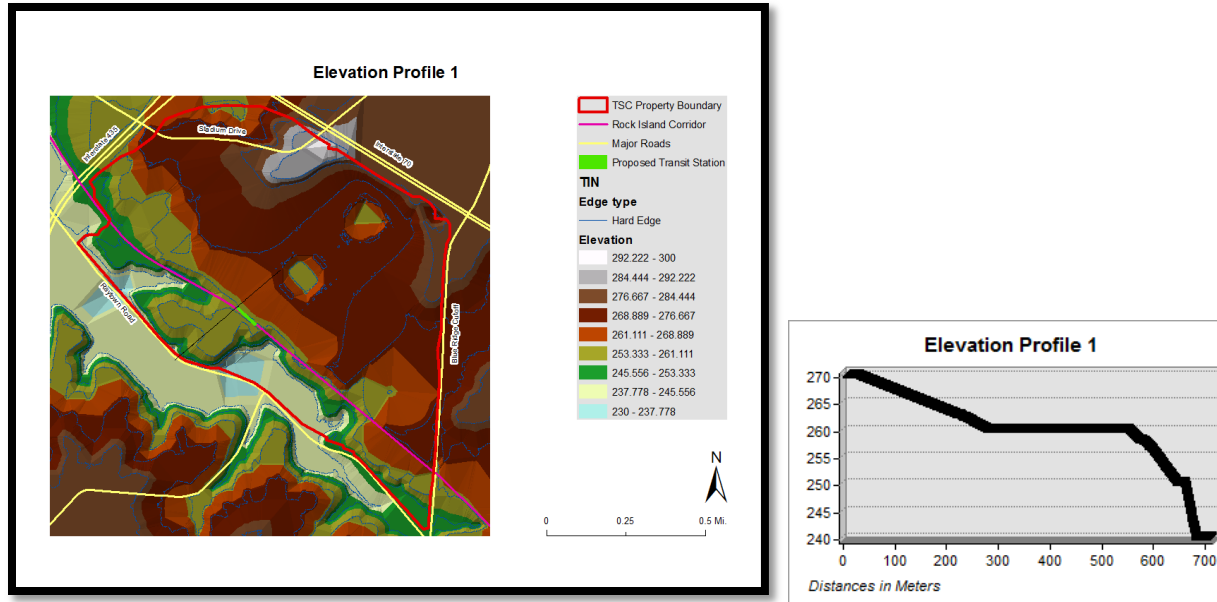 Elevation Profile 1
Interstate 435
Stadium Drive
Interstate 70
Raytown Road
Blue Ridge Cutoff
TSC Property Boundary
Rock Island Corridor
Major Roads
Proposed Transit Station
TIN
Edge type
Hard Edge
Elevation
292.222 - 300
284.444 - 292.222
276.667 - 284.444
268.889 - 276.667
261.111 - 268.889
253.333 - 261.111
245.556 - 253.333
237.778 - 245.556
230 - 237.778
N
0 0.25 0.5 Mi.
Elevation Profile 1
270
265
260
255
250
245
240
0 100 200 300 400 500 600 700
Distances in Meters